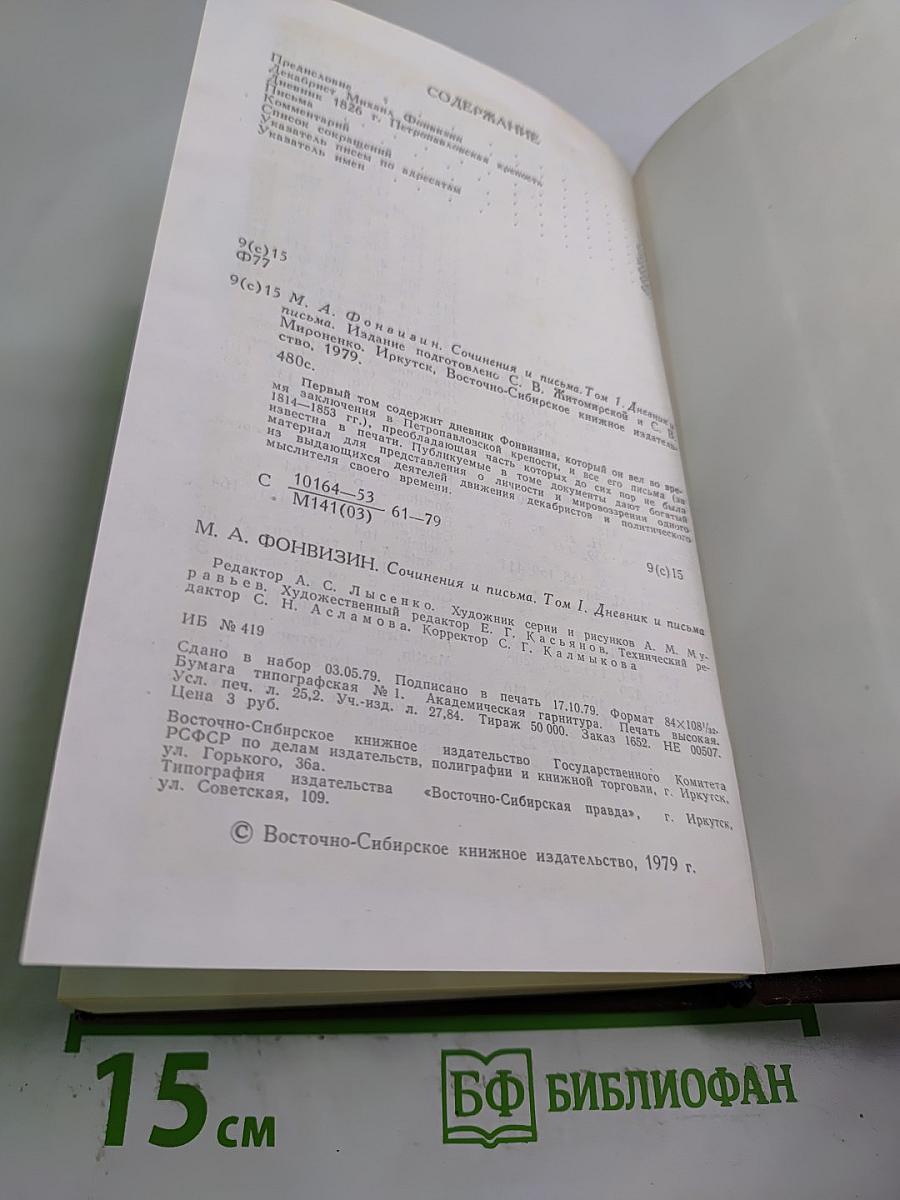 СОДЕРЖАНИЕ
Предисловие
Декабрист Михаил Фонвизин
Дневник 1826 г. Петропавловская крепость
Письма
Комментарий
Список сокращений
Указатель писем по адресатам
Указатель имен
9(с)15
Ф77
9(с)15 М. А. Фонвизин. Сочинения и письма. Том 1. Дневник и
письма. Издание подготовлено С. В. Житомирской и С. В.
Мироненко. Иркутск, Восточно-Сибирское книжное издатель-
ство, 1979.
480с.
Первый том содержит дневник Фонвизина, который он вел во вре-
мя заключения в Петропавлозской крепости, и все его письма (за
1814—1853 гг.), преобладающая часть которых до сих пор не была
известна в печати. Публикуемые в томе документы дают богатый
материал для представления о личности и мировоззрении одного
из выдающихся деятелей движения декабристов и политического
мыслителя своего времени.
С 10164—53
М141(03) 61—79
9(с)15
М. А. ФОНВИЗИН. Сочинения и письма. Том I. Дневник и письма
Редактор А. С. Лысенко. Художник серии и рисунков А. М. Му-
равьев. Художественный редактор Е. Г. Касьянов. Технический ре-
дактор С. Н. Асламова. Корректор С. Г. Калмыкова
ИБ № 419
Сдано в набор 03.05.79. Подписано в печать 17.10.79. Формат 84×108¹/₃₂.
Бумага типографская № 1. Академическая гарнитура. Печать высокая.
Усл. печ. л. 25,2. Уч.-изд. л. 27,84. Тираж 50 000. Заказ 1652. НЕ 00507.
Цена 3 руб.
Восточно-Сибирское книжное издательство Государственного Комитета
РСФСР по делам издательств, полиграфии и книжной торговли, г. Иркутск,
ул. Горького, 36а.
Типография издательства «Восточно-Сибирская правда», г. Иркутск,
ул. Советская, 109.
© Восточно-Сибирское книжное издательство, 1979 г.
15 см
БФ БИБЛИОФАН